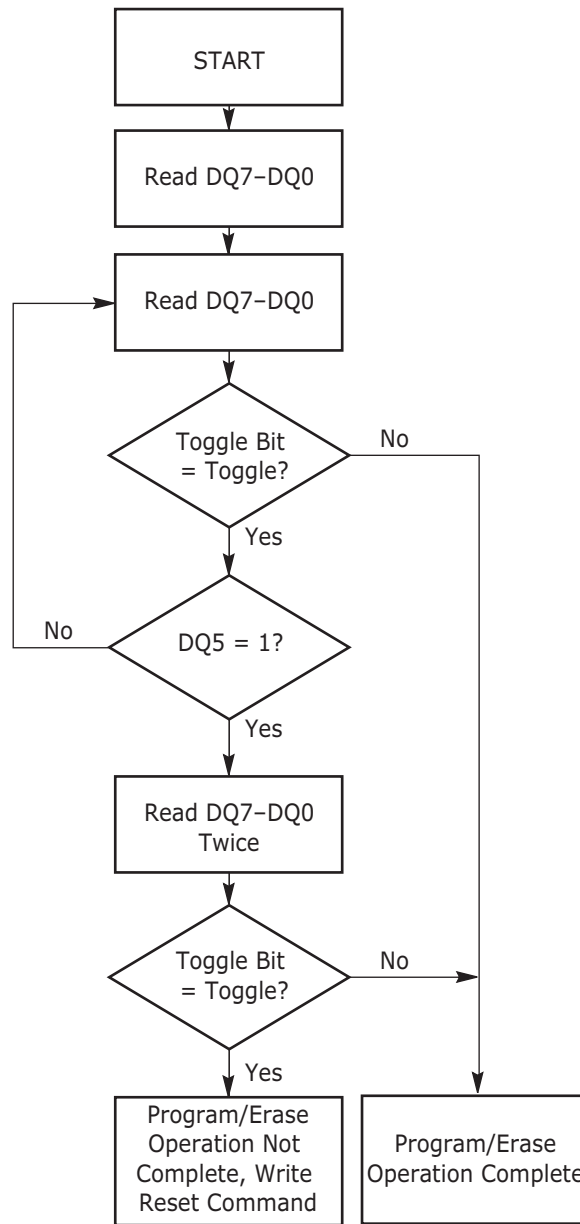 START
Read DQ7–DQ0
Read DQ7–DQ0
Toggle Bit
= Toggle?
No
Yes
No
DQ5 = 1?
Yes
Read DQ7–DQ0
Twice
Toggle Bit
= Toggle?
No
Yes
Program/Erase
Operation Not
Complete, Write
Reset Command
Program/Erase
Operation Complete